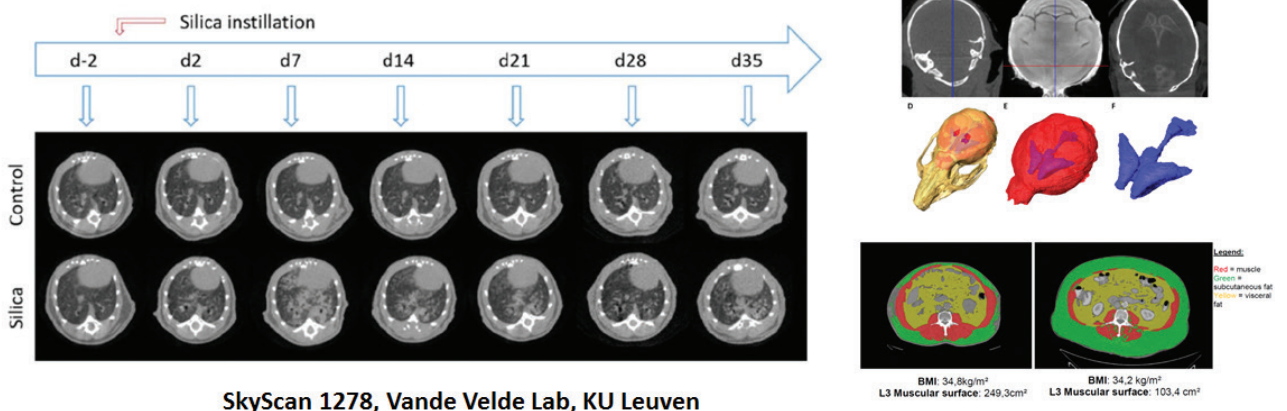 Silica instillation
d-2 d2 d7 d14 d21 d28 d35
Control
Silica
SkyScan 1278, Vande Velde Lab, KU Leuven
D E F
Legend:
Red = muscle
Green =
subcutaneous fat
Yellow = visceral
fat
BMI: 34,8kg/m²
L3 Muscular surface: 249,3cm²
BMI: 34,2 kg/m²
L3 Muscular surface: 103,4 cm²